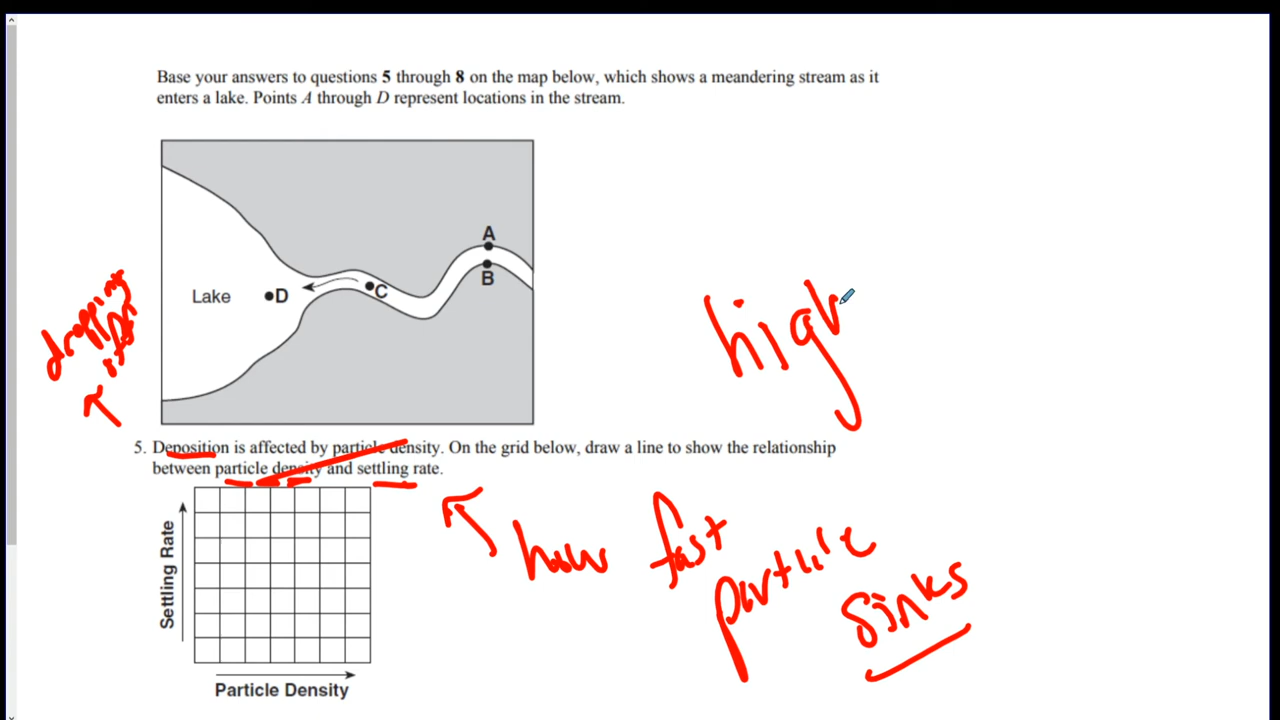 Base your answers to questions 5 through 8 on the map below, which shows a meandering stream as it
enters a lake. Points A through D represent locations in the stream.
A
B
C
D
Lake
dropping
high
5. Deposition is affected by particle density. On the grid below, draw a line to show the relationship
between particle density and settling rate.
how fast
particle
sinks
Settling Rate
Particle Density